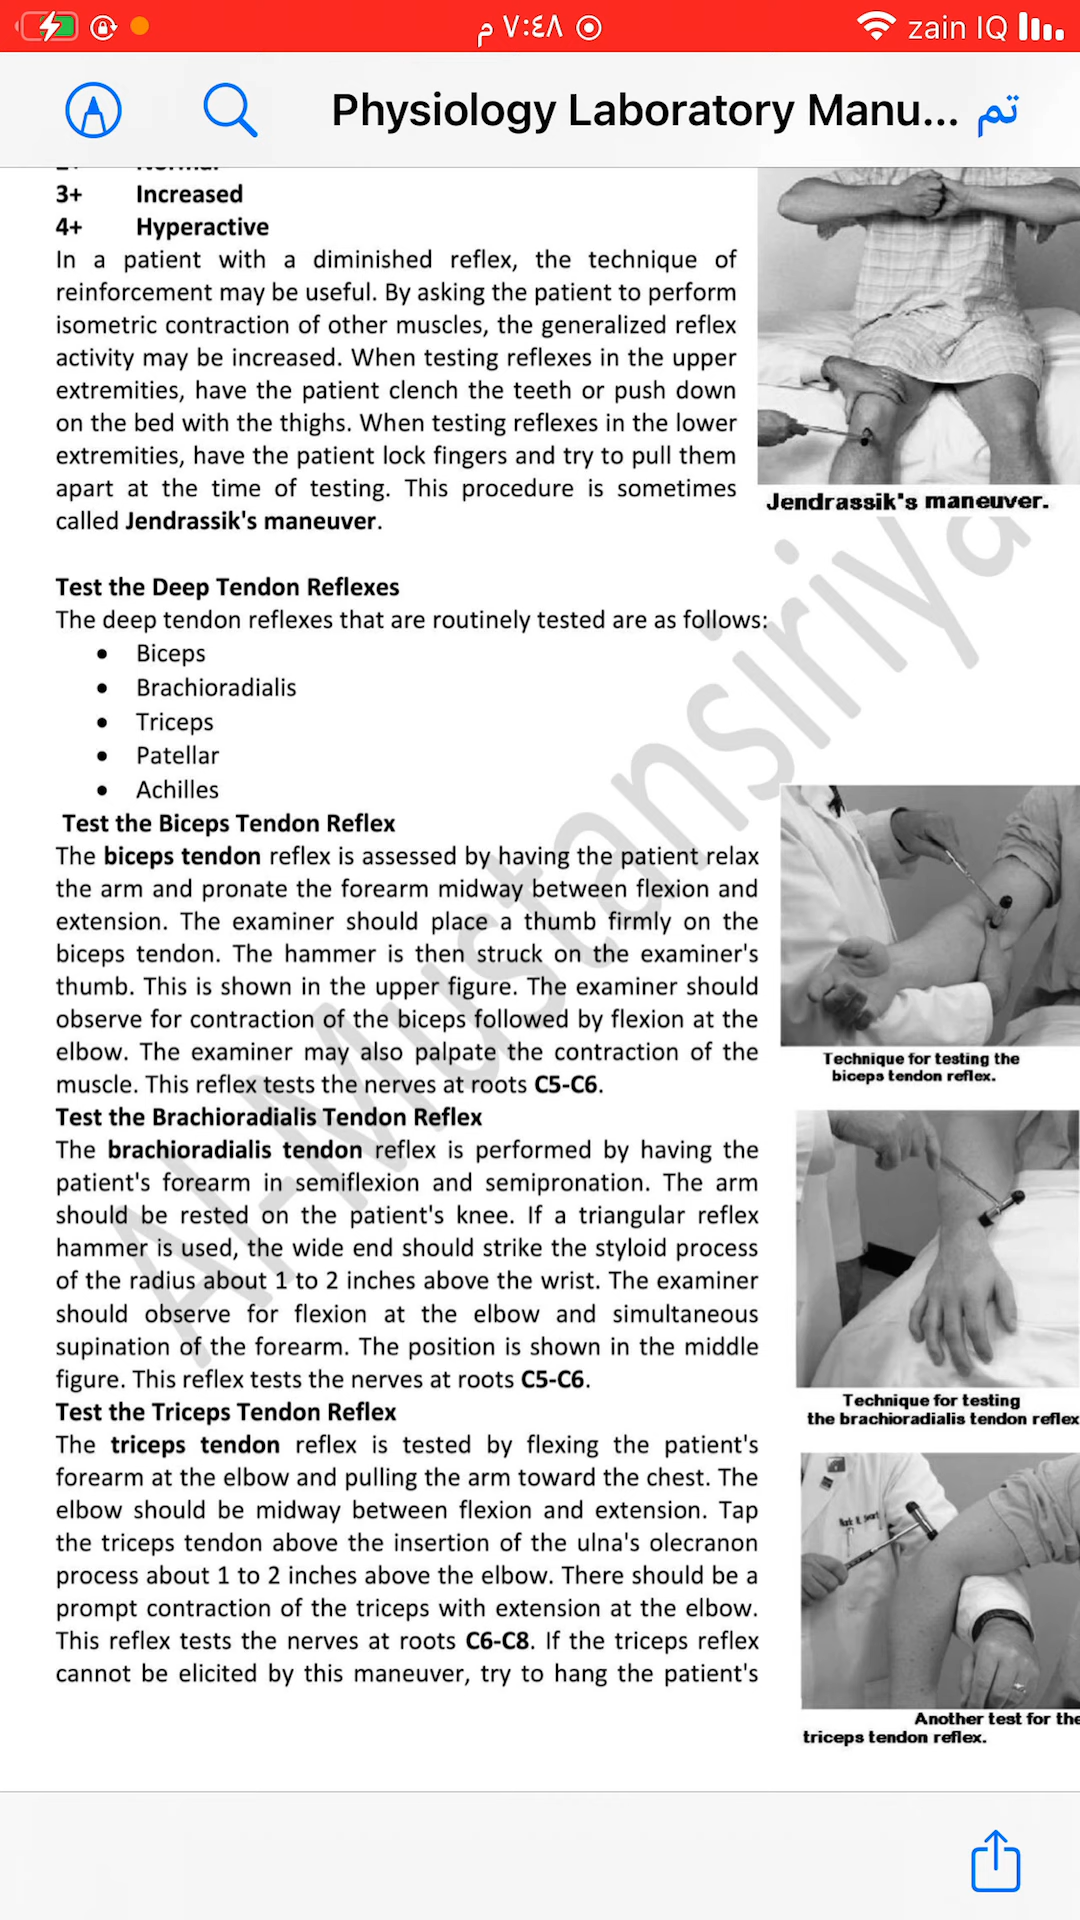 ٧:٤٨ م
zain IQ
Physiology Laboratory Manu... تم
2+ Normal
3+ Increased
4+ Hyperactive
In a patient with a diminished reflex, the technique of
reinforcement may be useful. By asking the patient to perform
isometric contraction of other muscles, the generalized reflex
activity may be increased. When testing reflexes in the upper
extremities, have the patient clench the teeth or push down
on the bed with the thighs. When testing reflexes in the lower
extremities, have the patient lock fingers and try to pull them
apart at the time of testing. This procedure is sometimes
called Jendrassik's maneuver.
Jendrassik's maneuver.
Test the Deep Tendon Reflexes
The deep tendon reflexes that are routinely tested are as follows:
• Biceps
• Brachioradialis
• Triceps
• Patellar
• Achilles
Test the Biceps Tendon Reflex
The biceps tendon reflex is assessed by having the patient relax
the arm and pronate the forearm midway between flexion and
extension. The examiner should place a thumb firmly on the
biceps tendon. The hammer is then struck on the examiner's
thumb. This is shown in the upper figure. The examiner should
observe for contraction of the biceps followed by flexion at the
elbow. The examiner may also palpate the contraction of the
muscle. This reflex tests the nerves at roots C5-C6.
Technique for testing the
biceps tendon reflex.
Test the Brachioradialis Tendon Reflex
The brachioradialis tendon reflex is performed by having the
patient's forearm in semiflexion and semipronation. The arm
should be rested on the patient's knee. If a triangular reflex
hammer is used, the wide end should strike the styloid process
of the radius about 1 to 2 inches above the wrist. The examiner
should observe for flexion at the elbow and simultaneous
supination of the forearm. The position is shown in the middle
figure. This reflex tests the nerves at roots C5-C6.
Technique for testing
the brachioradialis tendon reflex
Test the Triceps Tendon Reflex
The triceps tendon reflex is tested by flexing the patient's
forearm at the elbow and pulling the arm toward the chest. The
elbow should be midway between flexion and extension. Tap
the triceps tendon above the insertion of the ulna's olecranon
process about 1 to 2 inches above the elbow. There should be a
prompt contraction of the triceps with extension at the elbow.
This reflex tests the nerves at roots C6-C8. If the triceps reflex
cannot be elicited by this maneuver, try to hang the patient's
Another test for the
triceps tendon reflex.
Al-Mustansiriya